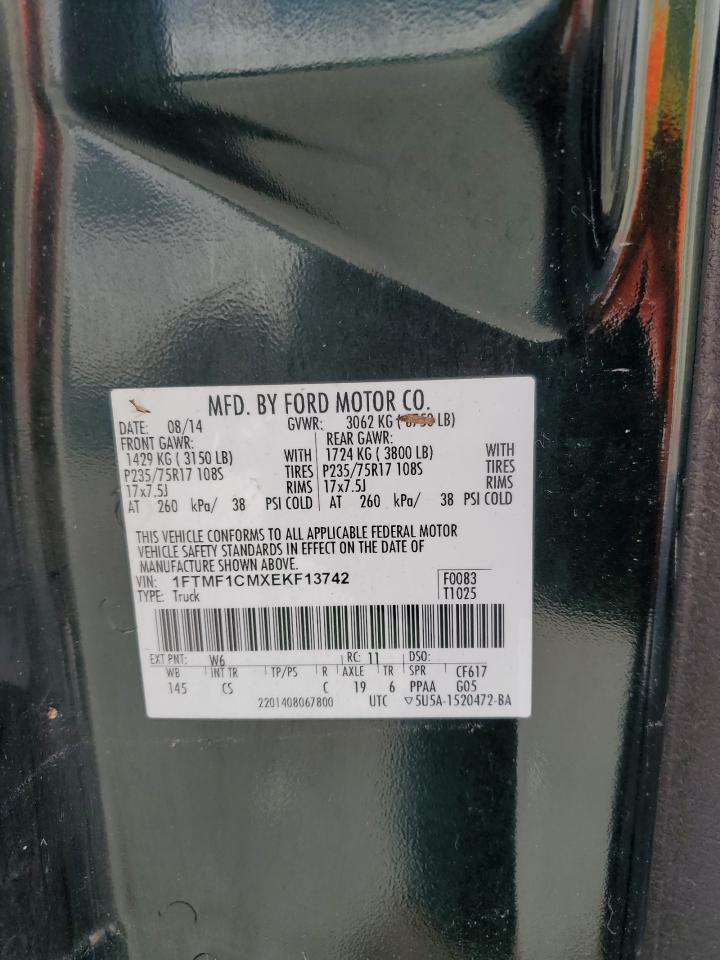 MFD. BY FORD MOTOR CO.
DATE: 08/14 GVWR: 3062 KG ( 6750 LB)
FRONT GAWR: REAR GAWR:
1429 KG ( 3150 LB) WITH 1724 KG ( 3800 LB) WITH
P235/75R17 108S TIRES P235/75R17 108S TIRES
17x7.5J RIMS 17x7.5J RIMS
AT 260 kPa/ 38 PSI COLD AT 260 kPa/ 38 PSI COLD
THIS VEHICLE CONFORMS TO ALL APPLICABLE FEDERAL MOTOR
VEHICLE SAFETY STANDARDS IN EFFECT ON THE DATE OF
MANUFACTURE SHOWN ABOVE.
VIN: 1FTMF1CMXEKF13742 F0083
TYPE: Truck T1025
EXT PNT: W6 RC: 11 DSO:
WB INT TR TP/PS R AXLE TR SPR CF617
145 CS C 19 6 PPAA G05
2201408067800 UTC ▽5U5A-1520472-BA